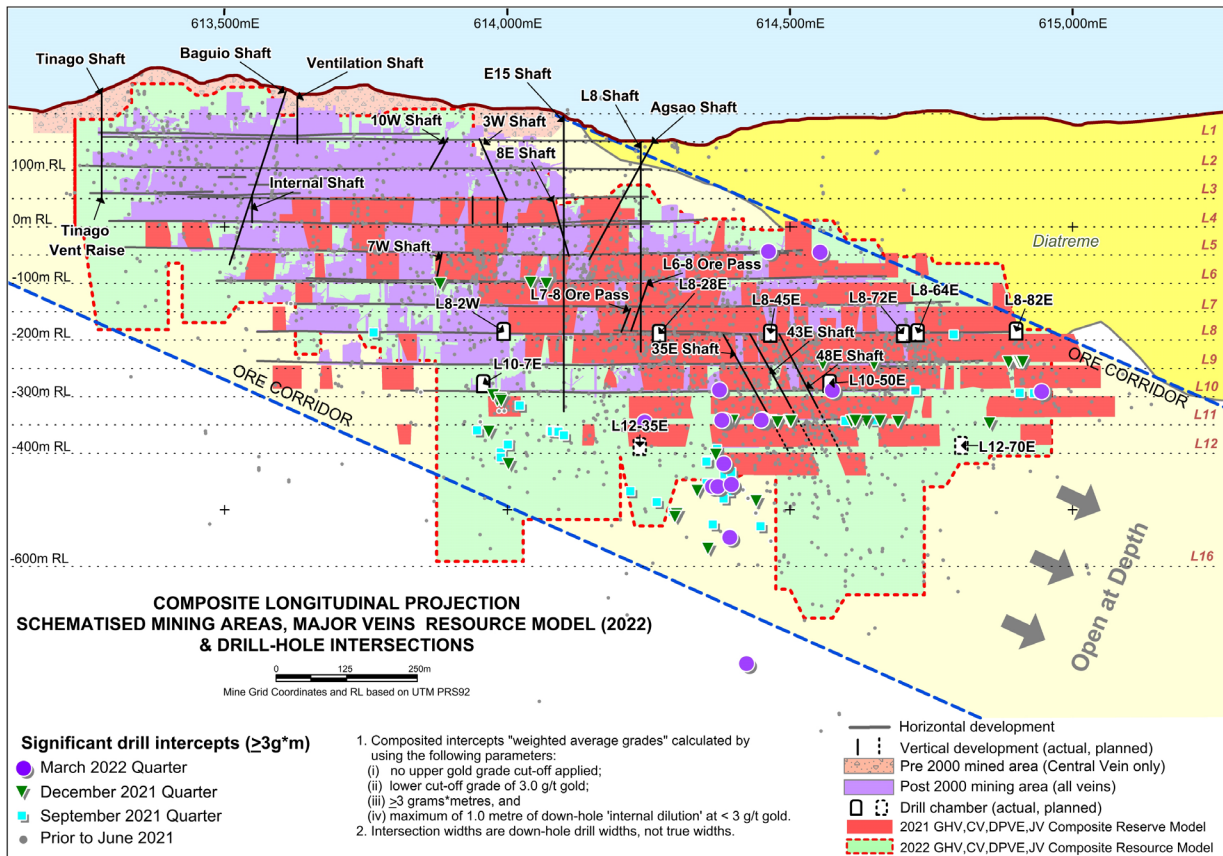 613,500mE
614,000mE
614,500mE
615,000mE
Tinago Shaft
Baguio Shaft
Ventilation Shaft
E15 Shaft
L8 Shaft
Agsao Shaft
10W Shaft
3W Shaft
8E Shaft
L1
100m RL
L2
Internal Shaft
L3
0m RL
L4
Tinago
Vent Raise
7W Shaft
Diatreme
L5
-100m RL
L6-8 Ore Pass
L6
L7-8 Ore Pass
L8-28E
L8-2W
L8-45E
L8-72E
L8-64E
L8-82E
L7
-200m RL
43E Shaft
L8
35E Shaft
48E Shaft
ORE CORRIDOR
L9
L10-7E
L10-50E
ORE CORRIDOR
-300m RL
L10
L11
L12-35E
L12
-400m RL
L12-70E
-600m RL
L16
Open at Depth
COMPOSITE LONGITUDINAL PROJECTION
SCHEMATISED MINING AREAS, MAJOR VEINS RESOURCE MODEL (2022)
& DRILL-HOLE INTERSECTIONS
0 125 250m
Mine Grid Coordinates and RL based on UTM PRS92
Significant drill intercepts (≥3g*m)
March 2022 Quarter
December 2021 Quarter
September 2021 Quarter
Prior to June 2021
1. Composited intercepts "weighted average grades" calculated by
using the following parameters:
(i) no upper gold grade cut-off applied;
(ii) lower cut-off grade of 3.0 g/t gold;
(iii) ≥3 grams*metres, and
(iv) maximum of 1.0 metre of down-hole 'internal dilution' at < 3 g/t gold.
2. Intersection widths are down-hole drill widths, not true widths.
Horizontal development
Vertical development (actual, planned)
Pre 2000 mined area (Central Vein only)
Post 2000 mining area (all veins)
Drill chamber (actual, planned)
2021 GHV,CV,DPVE,JV Composite Reserve Model
2022 GHV,CV,DPVE,JV Composite Resource Model